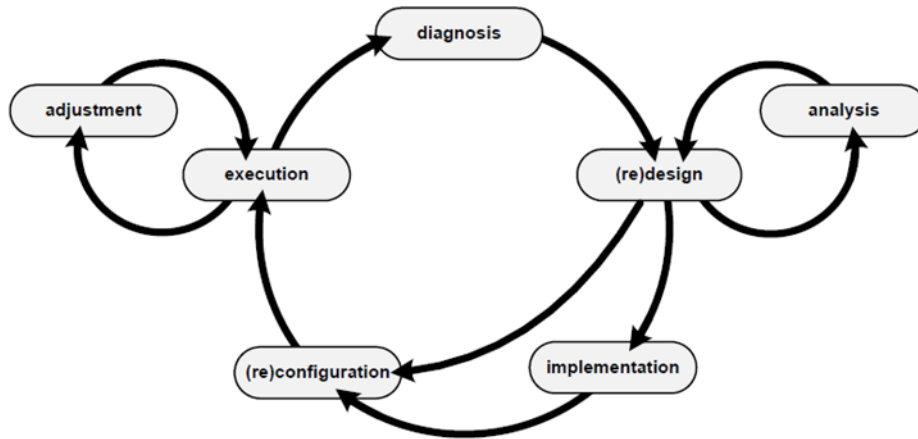 diagnosis
adjustment
analysis
execution
(re)design
(re)configuration
implementation